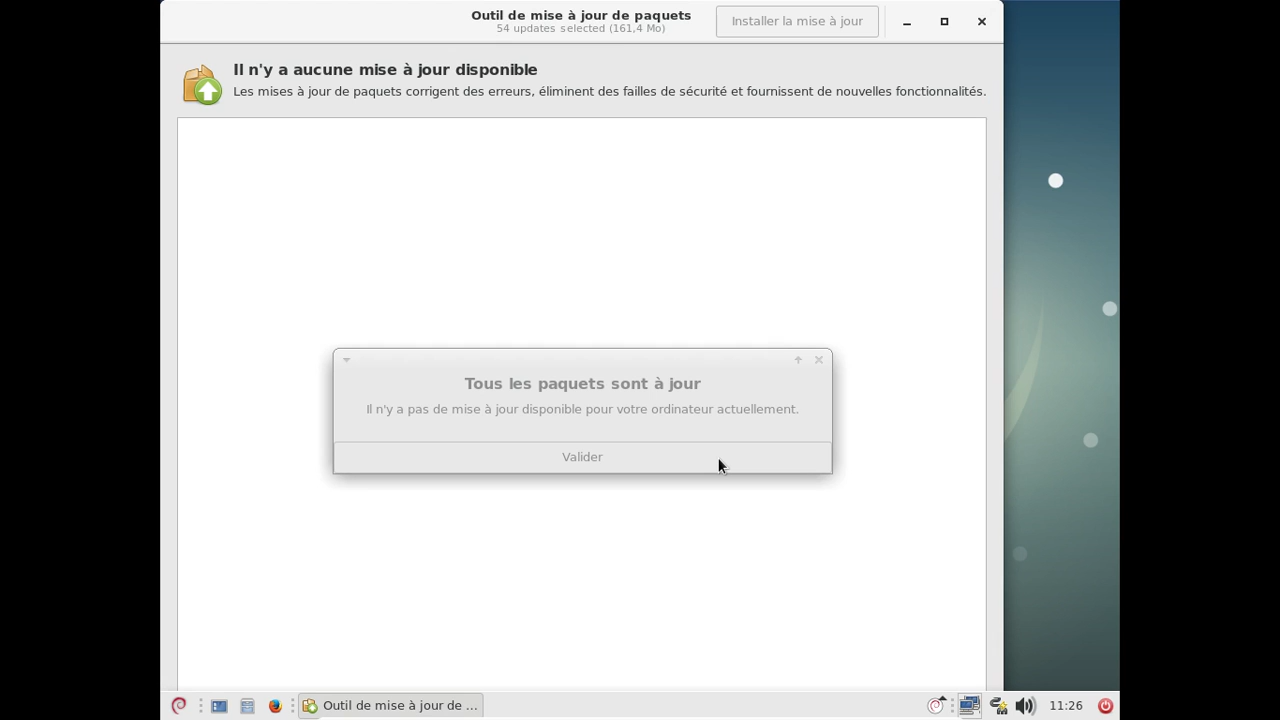 Outil de mise à jour de paquets
54 updates selected (161,4 Mo)
Installer la mise à jour
Il n'y a aucune mise à jour disponible
Les mises à jour de paquets corrigent des erreurs, éliminent des failles de sécurité et fournissent de nouvelles fonctionnalités.
Tous les paquets sont à jour
Il n'y a pas de mise à jour disponible pour votre ordinateur actuellement.
Valider
Outil de mise à jour de ...
11:26